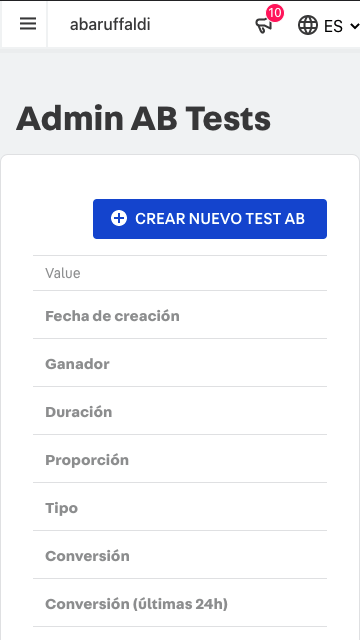 abaruffaldi
10
ES
Admin AB Tests
CREAR NUEVO TEST AB
Value
Fecha de creación
Ganador
Duración
Proporción
Tipo
Conversión
Conversión (últimas 24h)